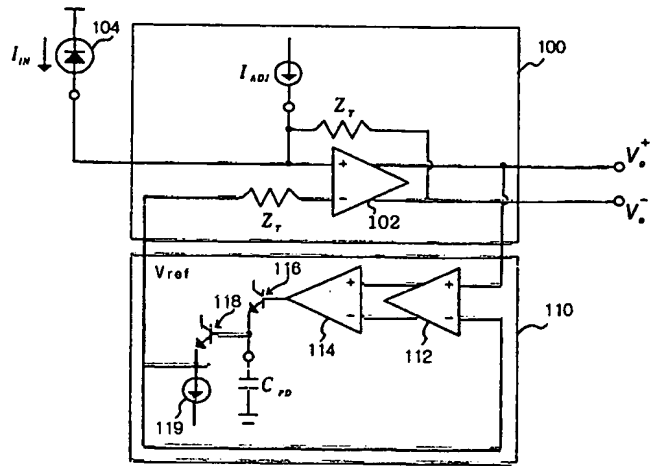 104
100
I_IN
I_ADJ
Z_T
+
−
V_o^+
V_o^-
Z_T
102
Vref
116
118
+
−
+
−
114
112
110
C_PD
119